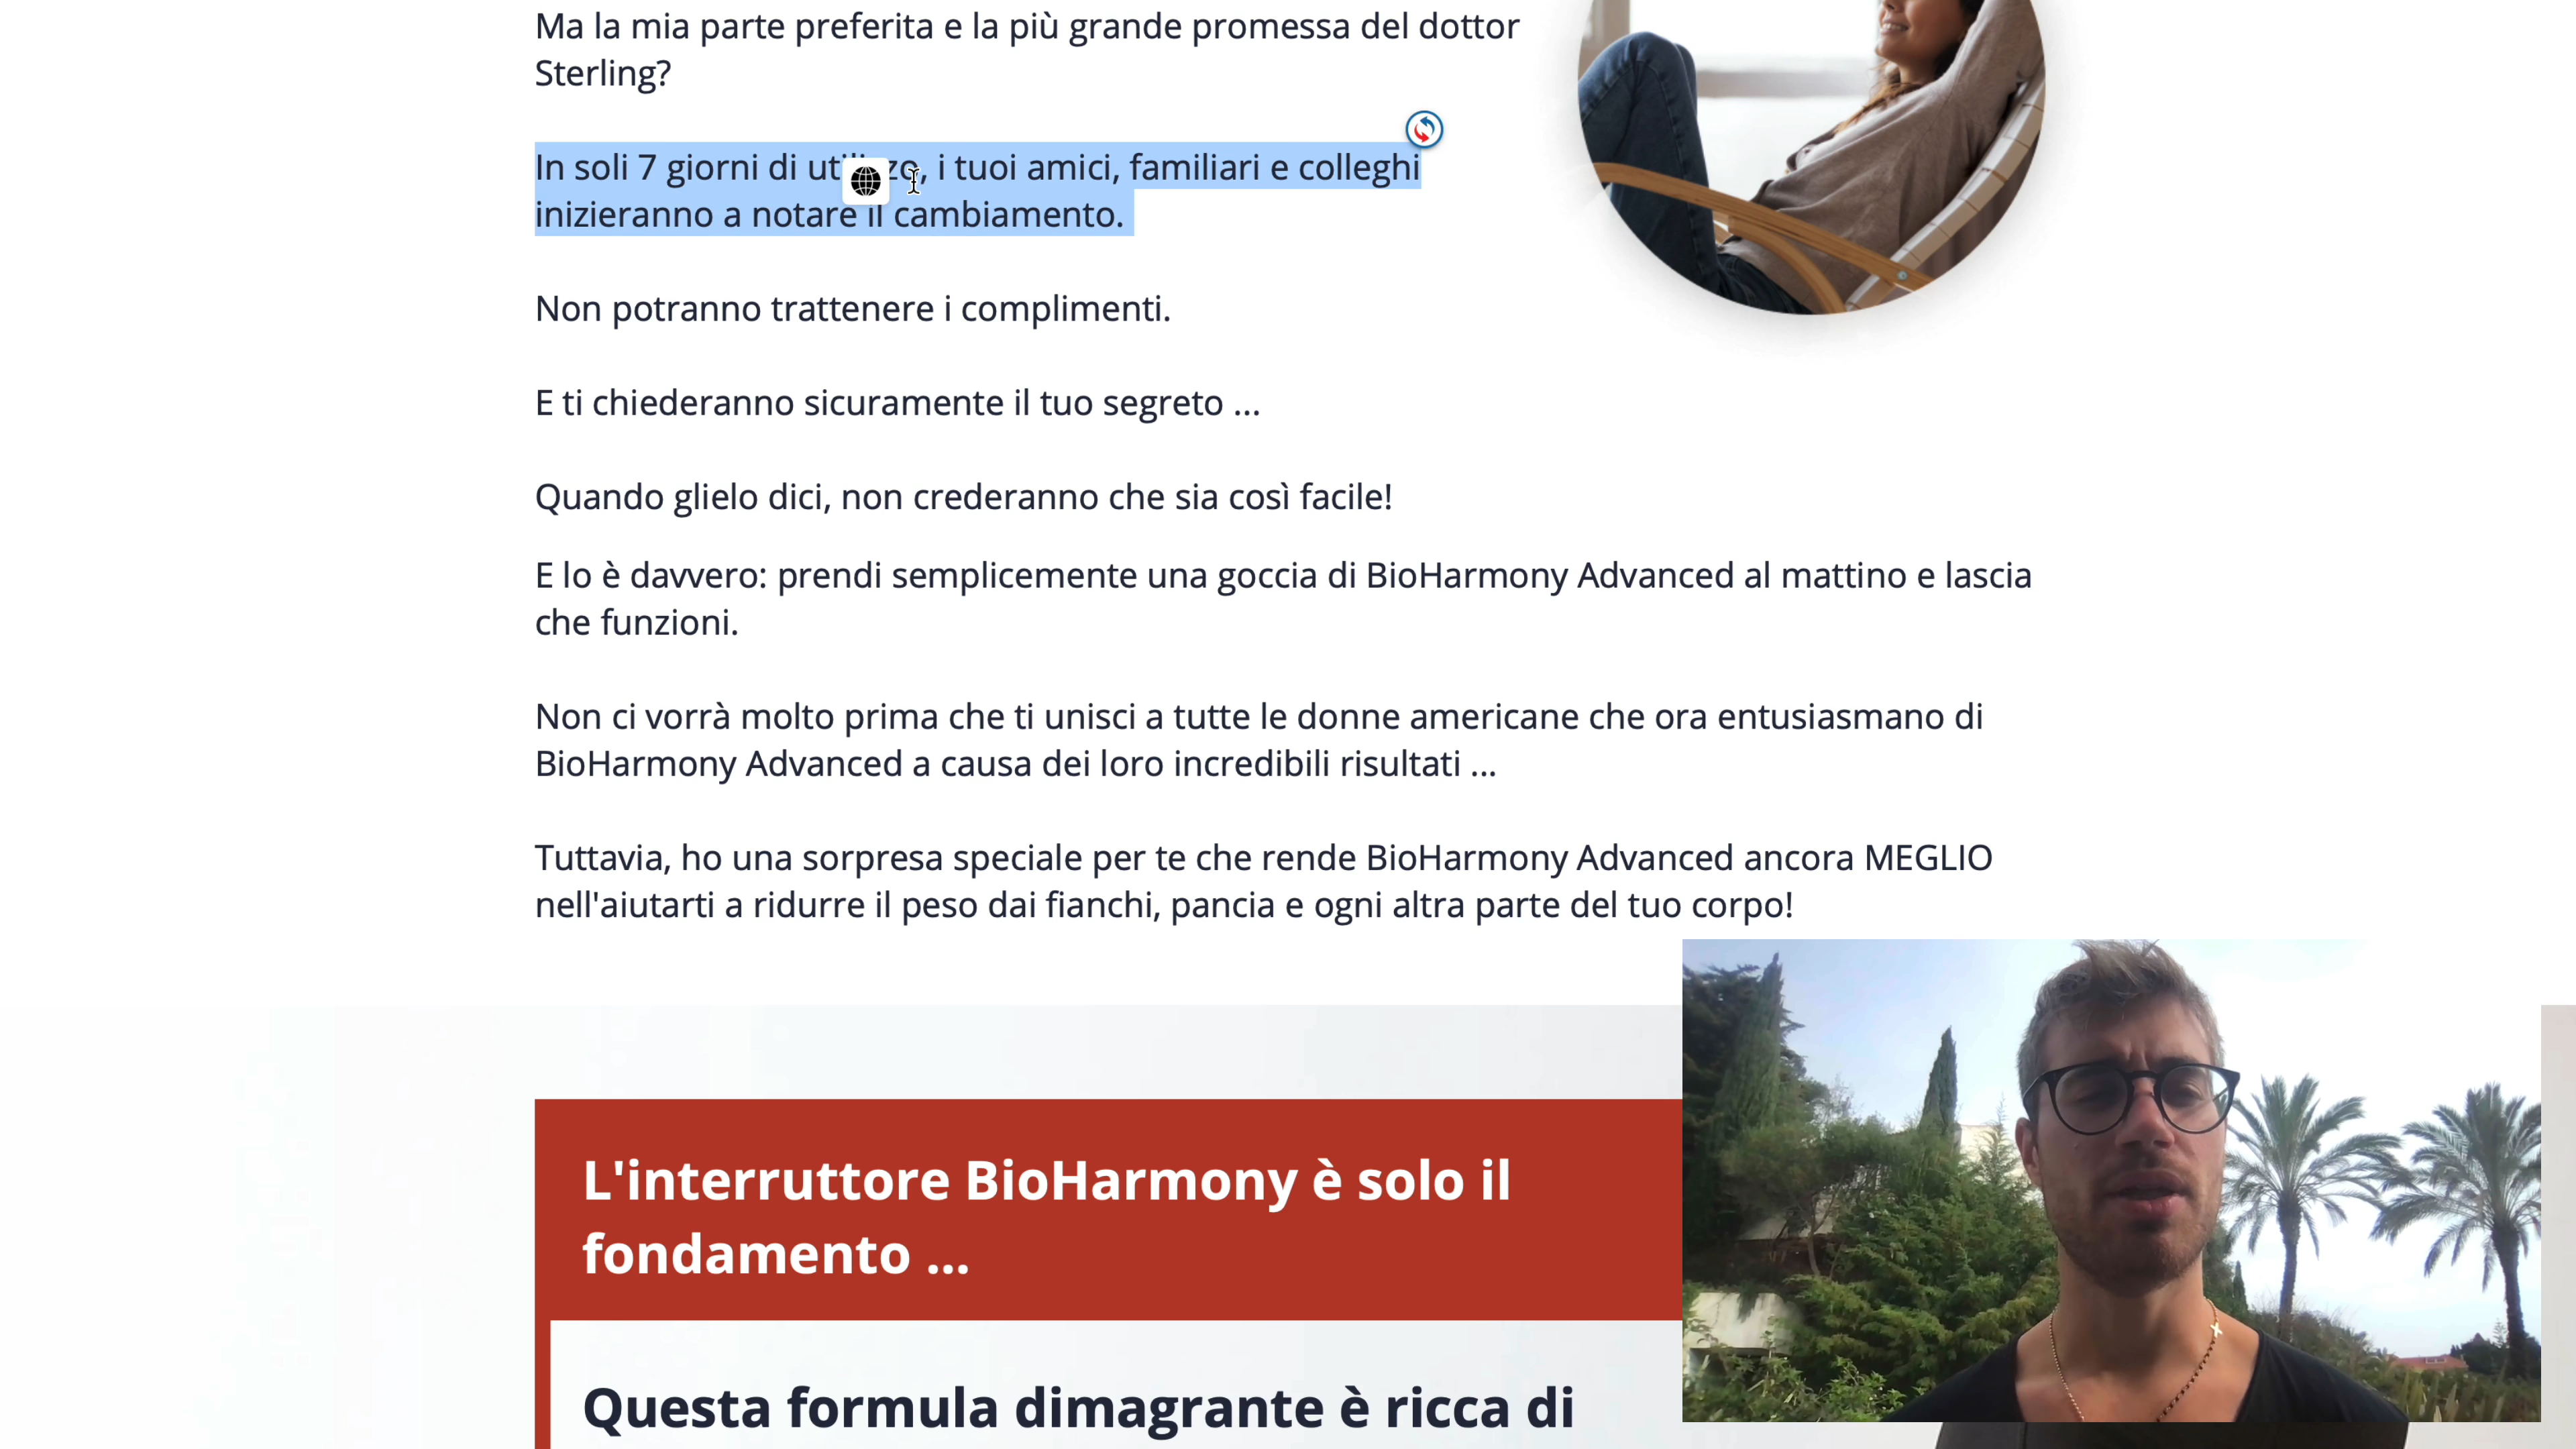 Ma la mia parte preferita e la più grande promessa del dottor
Sterling?
In soli 7 giorni di i tuoi amici, familiari e colleghi
inizieranno a notare il cambiamento.
Non potranno trattenere i complimenti.
E ti chiederanno sicuramente il tuo segreto ...
Quando glielo dici, non crederanno che sia così facile!
E lo è davvero: prendi semplicemente una goccia di BioHarmony Advanced al mattino e lascia
che funzioni.
Non ci vorrà molto prima che ti unisci a tutte le donne americane che ora entusiasmano di
BioHarmony Advanced a causa dei loro incredibili risultati ...
Tuttavia, ho una sorpresa speciale per te che rende BioHarmony Advanced ancora MEGLIO
nell'aiutarti a ridurre il peso dai fianchi, pancia e ogni altra parte del tuo corpo!
L'interruttore BioHarmony è solo il
fondamento ...
Questa formula dimagrante è ricca di